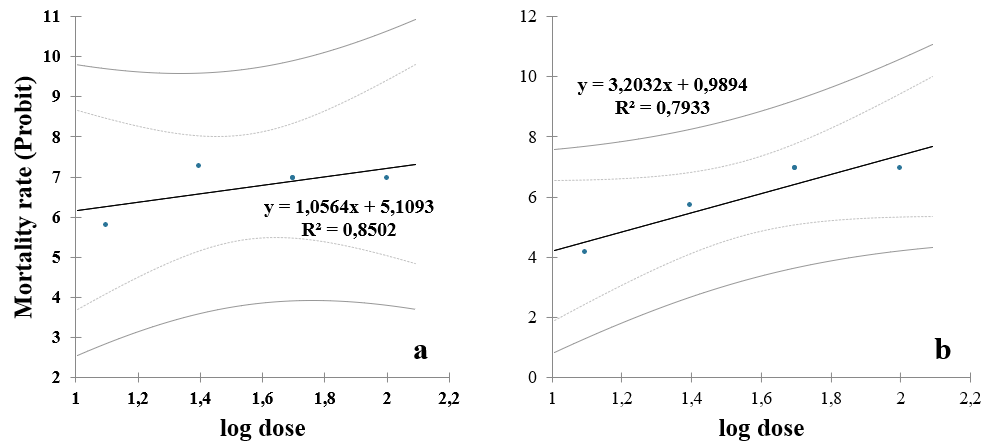 11
10
9
8
7
6
5
4
3
2
Mortality rate (Probit)
y = 1,0564x + 5,1093
R² = 0,8502
a
1 1,2 1,4 1,6 1,8 2 2,2
log dose
12
10
8
6
4
2
0
y = 3,2032x + 0,9894
R² = 0,7933
b
1 1,2 1,4 1,6 1,8 2 2,2
log dose